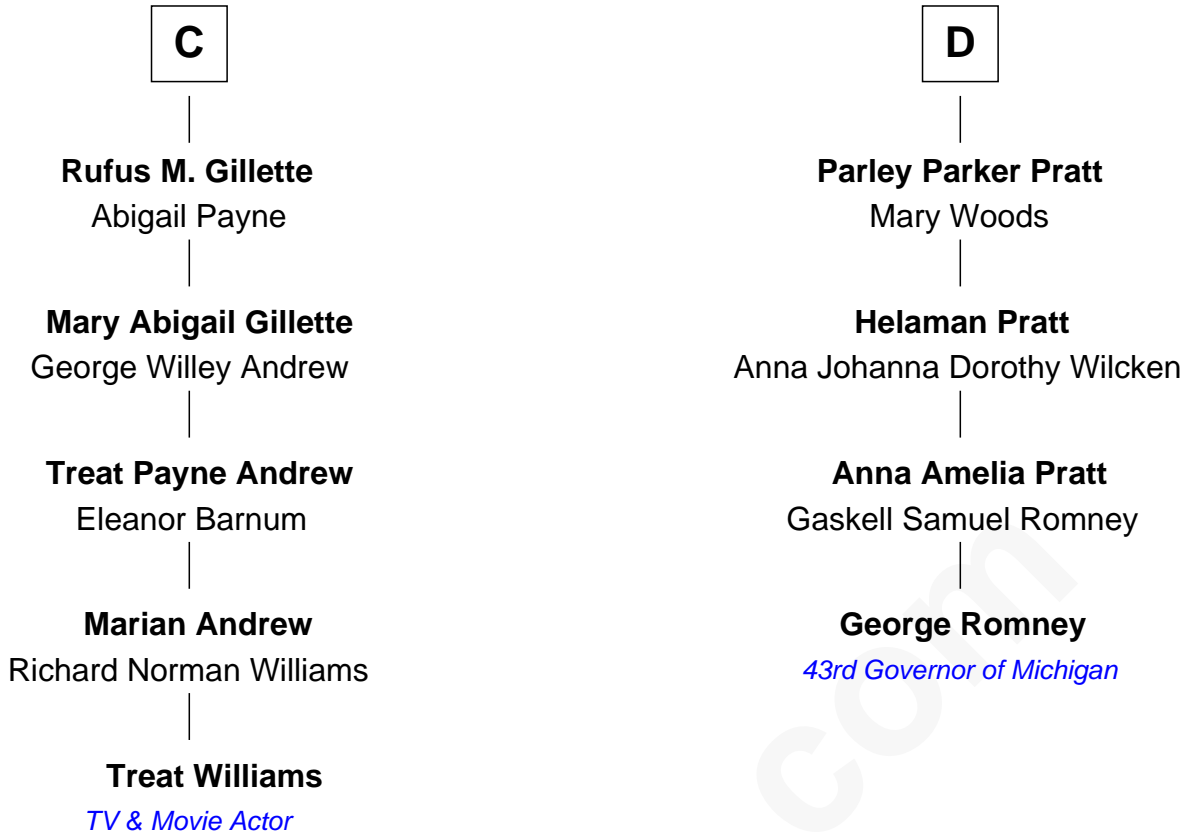 C
Rufus M. Gillette
Abigail Payne
Mary Abigail Gillette
George Willey Andrew
Treat Payne Andrew
Eleanor Barnum
Marian Andrew
Richard Norman Williams
Treat Williams
TV & Movie Actor
D
Parley Parker Pratt
Mary Woods
Helaman Pratt
Anna Johanna Dorothy Wilcken
Anna Amelia Pratt
Gaskell Samuel Romney
George Romney
43rd Governor of Michigan
com